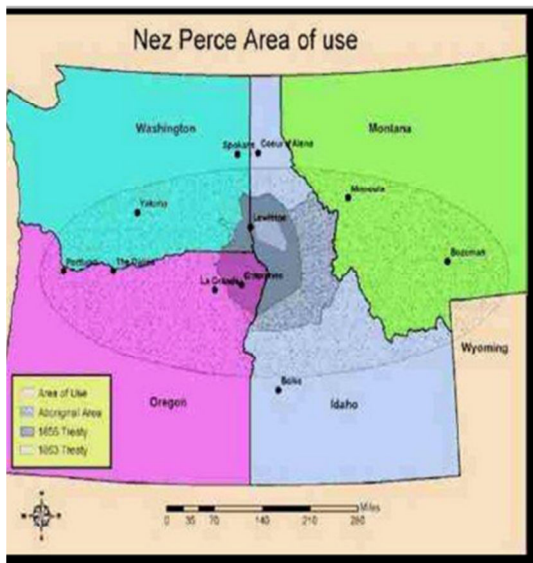 Nez Perce Area of use
Washington
Montana
Spokane
Coeur d'Alene
Missoula
Yakima
Lewiston
Portland
The Dalles
Bozeman
La Grande
Enterprise
Wyoming
Boise
Oregon
Idaho
Area of Use
Aboriginal Area
1855 Treaty
1863 Treaty
Miles
0 35 70 140 210 280